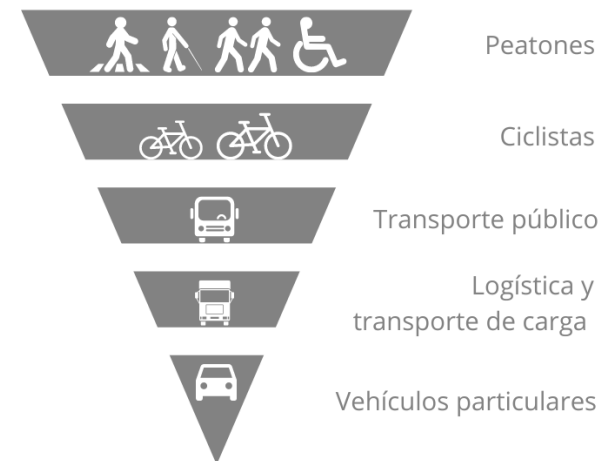 Peatones
Ciclistas
Transporte público
Logística y
transporte de carga
Vehículos particulares